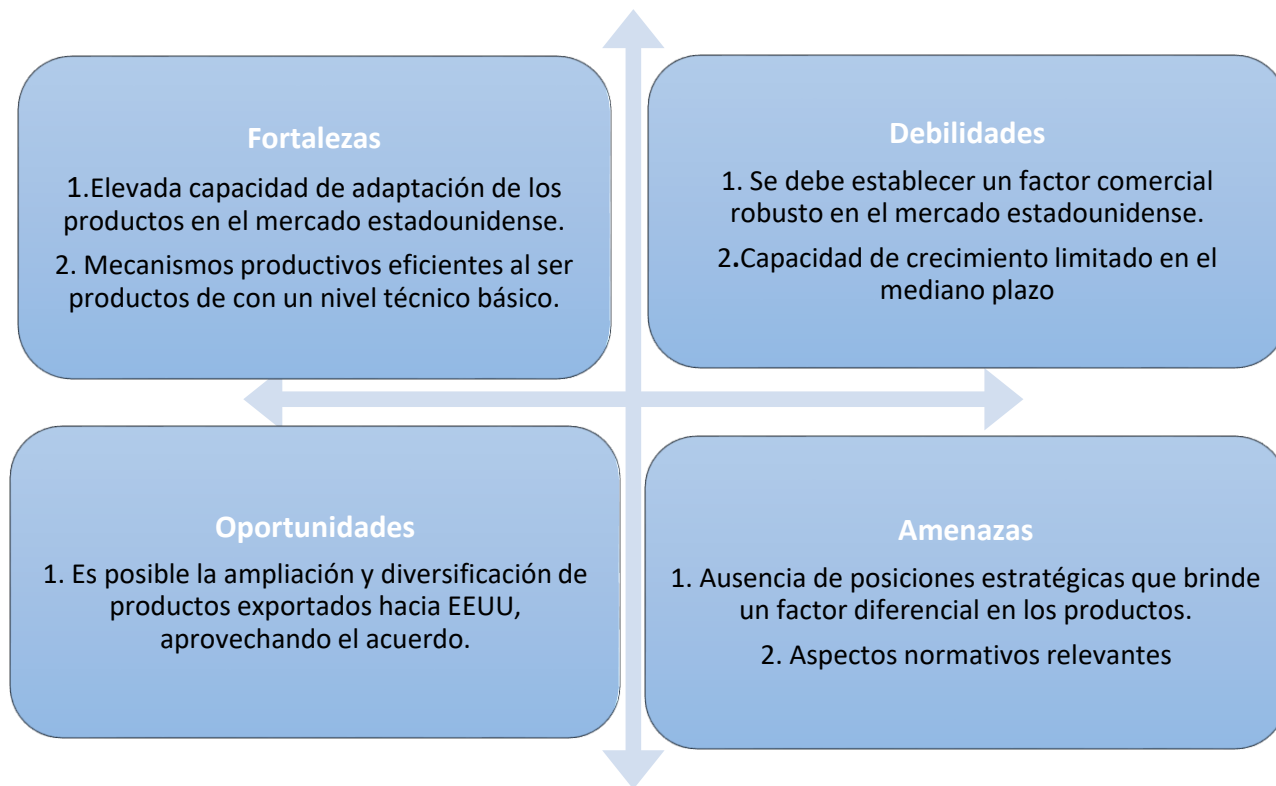 Fortalezas
1.Elevada capacidad de adaptación de los
productos en el mercado estadounidense.
2. Mecanismos productivos eficientes al ser
productos de con un nivel técnico básico.
Debilidades
1. Se debe establecer un factor comercial
robusto en el mercado estadounidense.
2.Capacidad de crecimiento limitado en el
mediano plazo
Oportunidades
1. Es posible la ampliación y diversificación de
productos exportados hacia EEUU,
aprovechando el acuerdo.
Amenazas
1. Ausencia de posiciones estratégicas que brinde
un factor diferencial en los productos.
2. Aspectos normativos relevantes